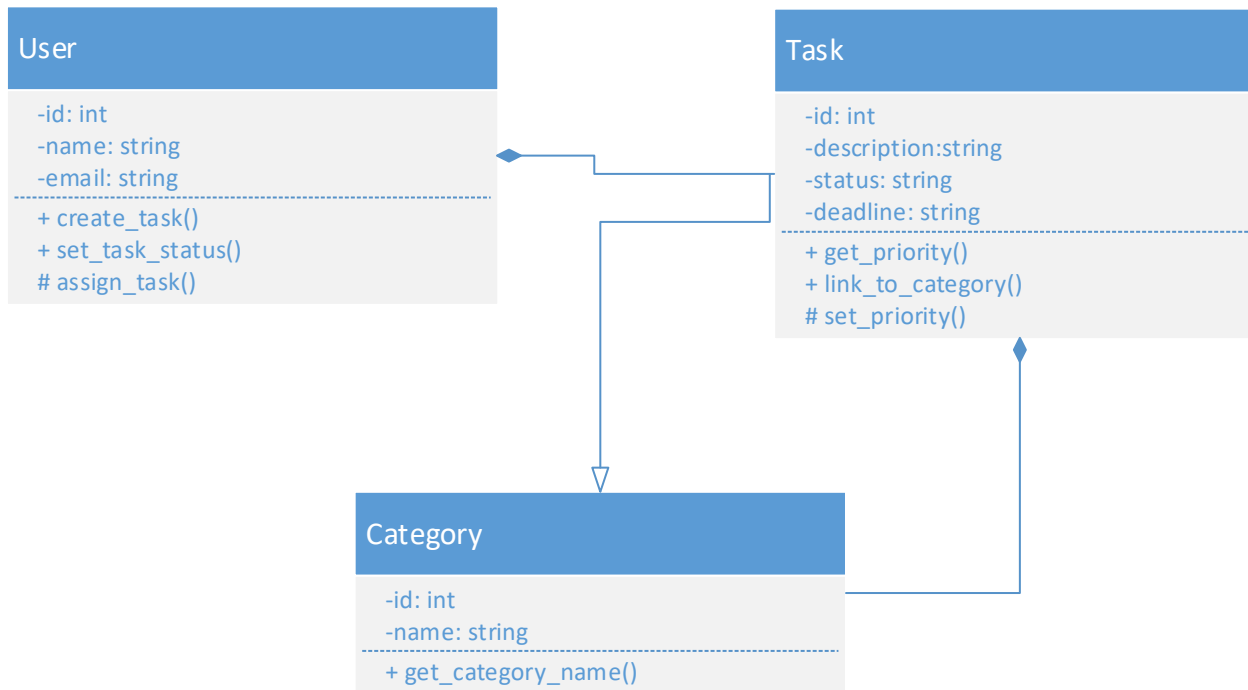 User
-id: int
-name: string
-email: string
+ create_task()
+ set_task_status()
# assign_task()
Task
-id: int
-description:string
-status: string
-deadline: string
+ get_priority()
+ link_to_category()
# set_priority()
Category
-id: int
-name: string
+ get_category_name()